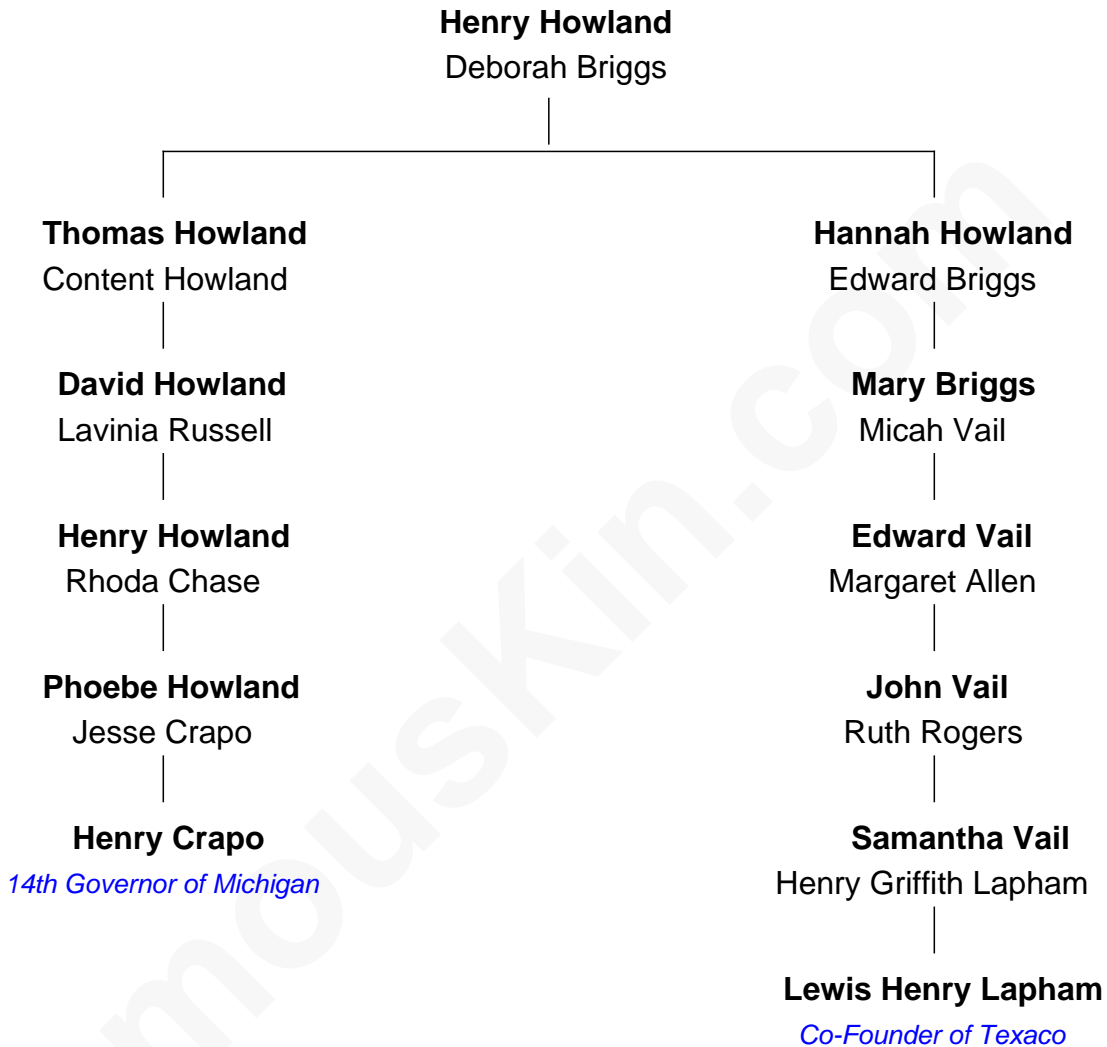 Henry Howland
Deborah Briggs
Thomas Howland
Content Howland
David Howland
Lavinia Russell
Henry Howland
Rhoda Chase
Phoebe Howland
Jesse Crapo
Henry Crapo
14th Governor of Michigan
Hannah Howland
Edward Briggs
Mary Briggs
Micah Vail
Edward Vail
Margaret Allen
John Vail
Ruth Rogers
Samantha Vail
Henry Griffith Lapham
Lewis Henry Lapham
Co-Founder of Texaco
mousKin.com